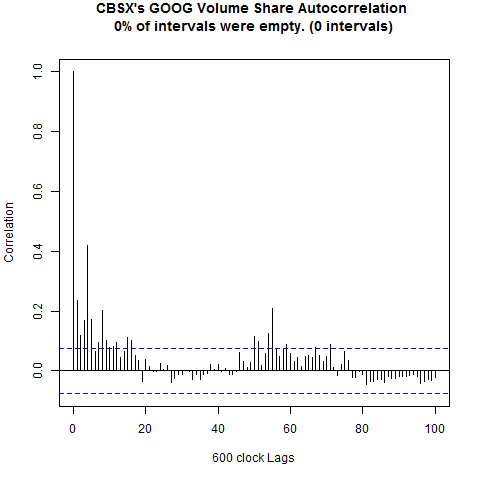 CBSX's GOOG Volume Share Autocorrelation
0% of intervals were empty. (0 intervals)
Correlation
1.0
0.8
0.6
0.4
0.2
0.0
0 20 40 60 80 100
600 clock Lags